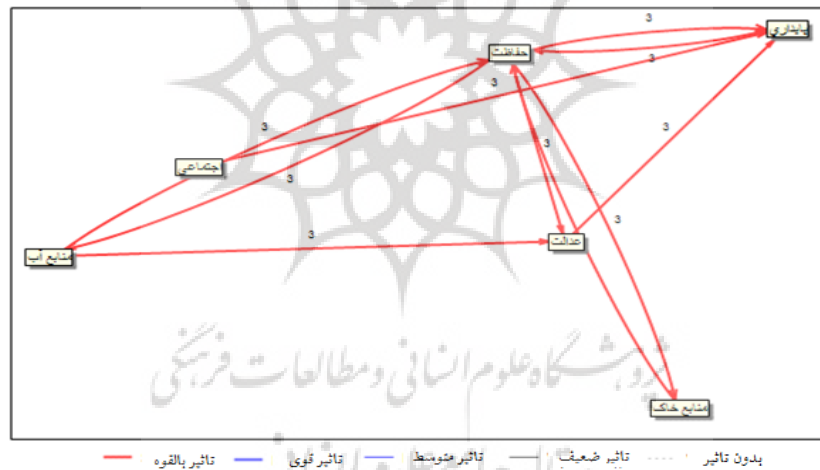 پایداري
3
حفاظت
3
3
3
3
اجتماعی
3
3
3
3
عدالت
منابع آب
منابع خاک
پژوهشگاه علوم انسانی و مطالعات فرهنگی
بدون تاثیر تاثیر ضعیف تاثیر متوسط تاثیر قوی تاثیر بالقوه